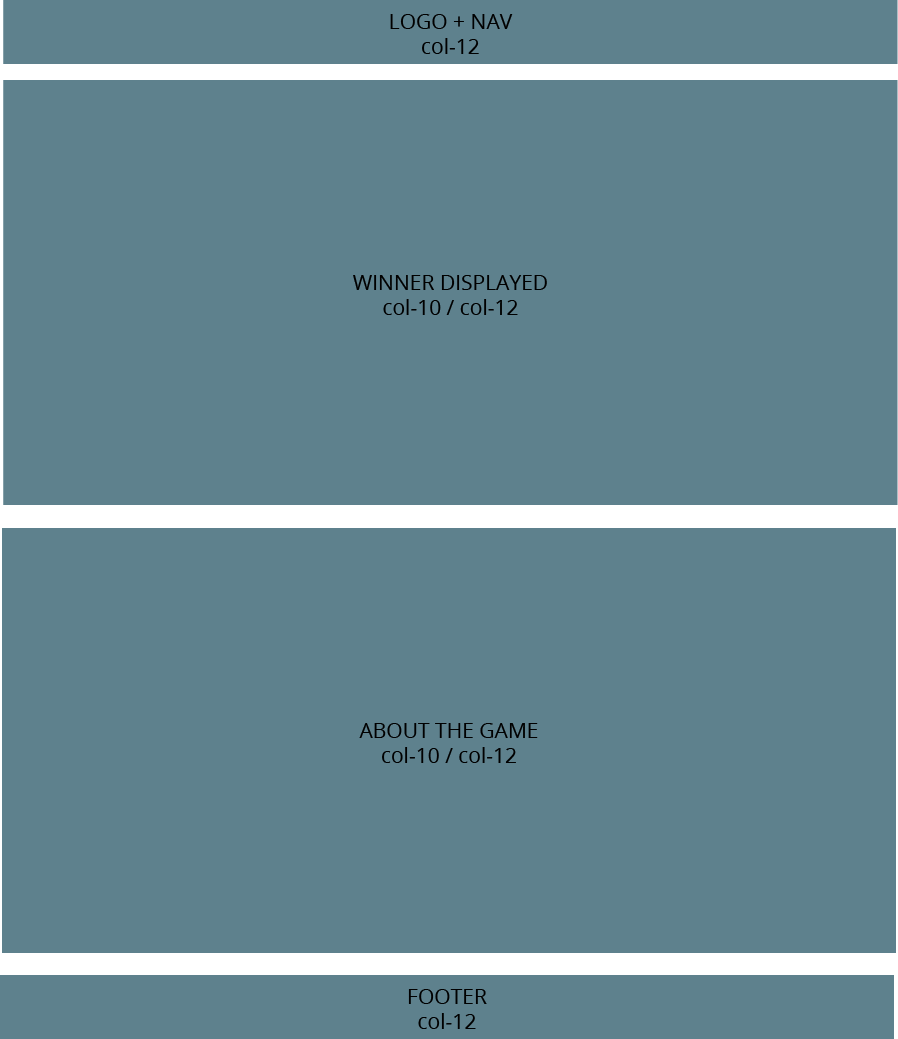 LOGO + NAV
col-12
WINNER DISPLAYED
col-10 / col-12
ABOUT THE GAME
col-10 / col-12
FOOTER
col-12